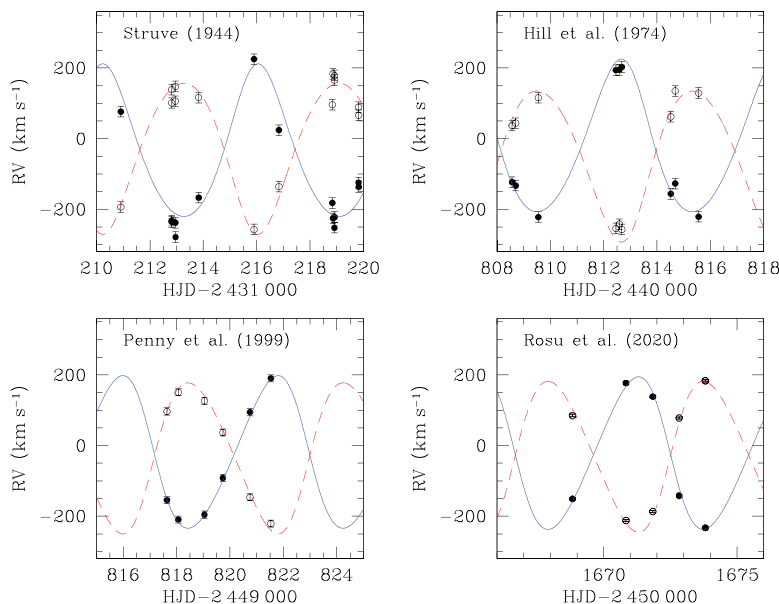 Struve (1944)
200
0
−200
RV (km s⁻¹)
210 212 214 216 218 220
HJD−2 431 000
Hill et al. (1974)
200
0
−200
RV (km s⁻¹)
808 810 812 814 816 818
HJD−2 440 000
Penny et al. (1999)
200
0
−200
RV (km s⁻¹)
816 818 820 822 824
HJD−2 449 000
Rosu et al. (2020)
200
0
−200
RV (km s⁻¹)
1670 1675
HJD−2 450 000